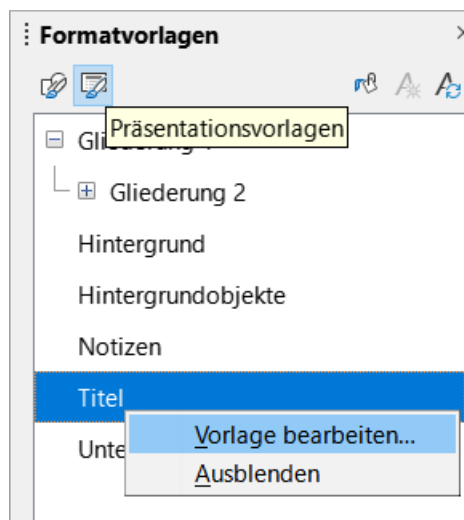 Formatvorlagen
Präsentationsvorlagen
Gliederung 2
Hintergrund
Hintergrundobjekte
Notizen
Titel
Vorlage bearbeiten...
Ausblenden